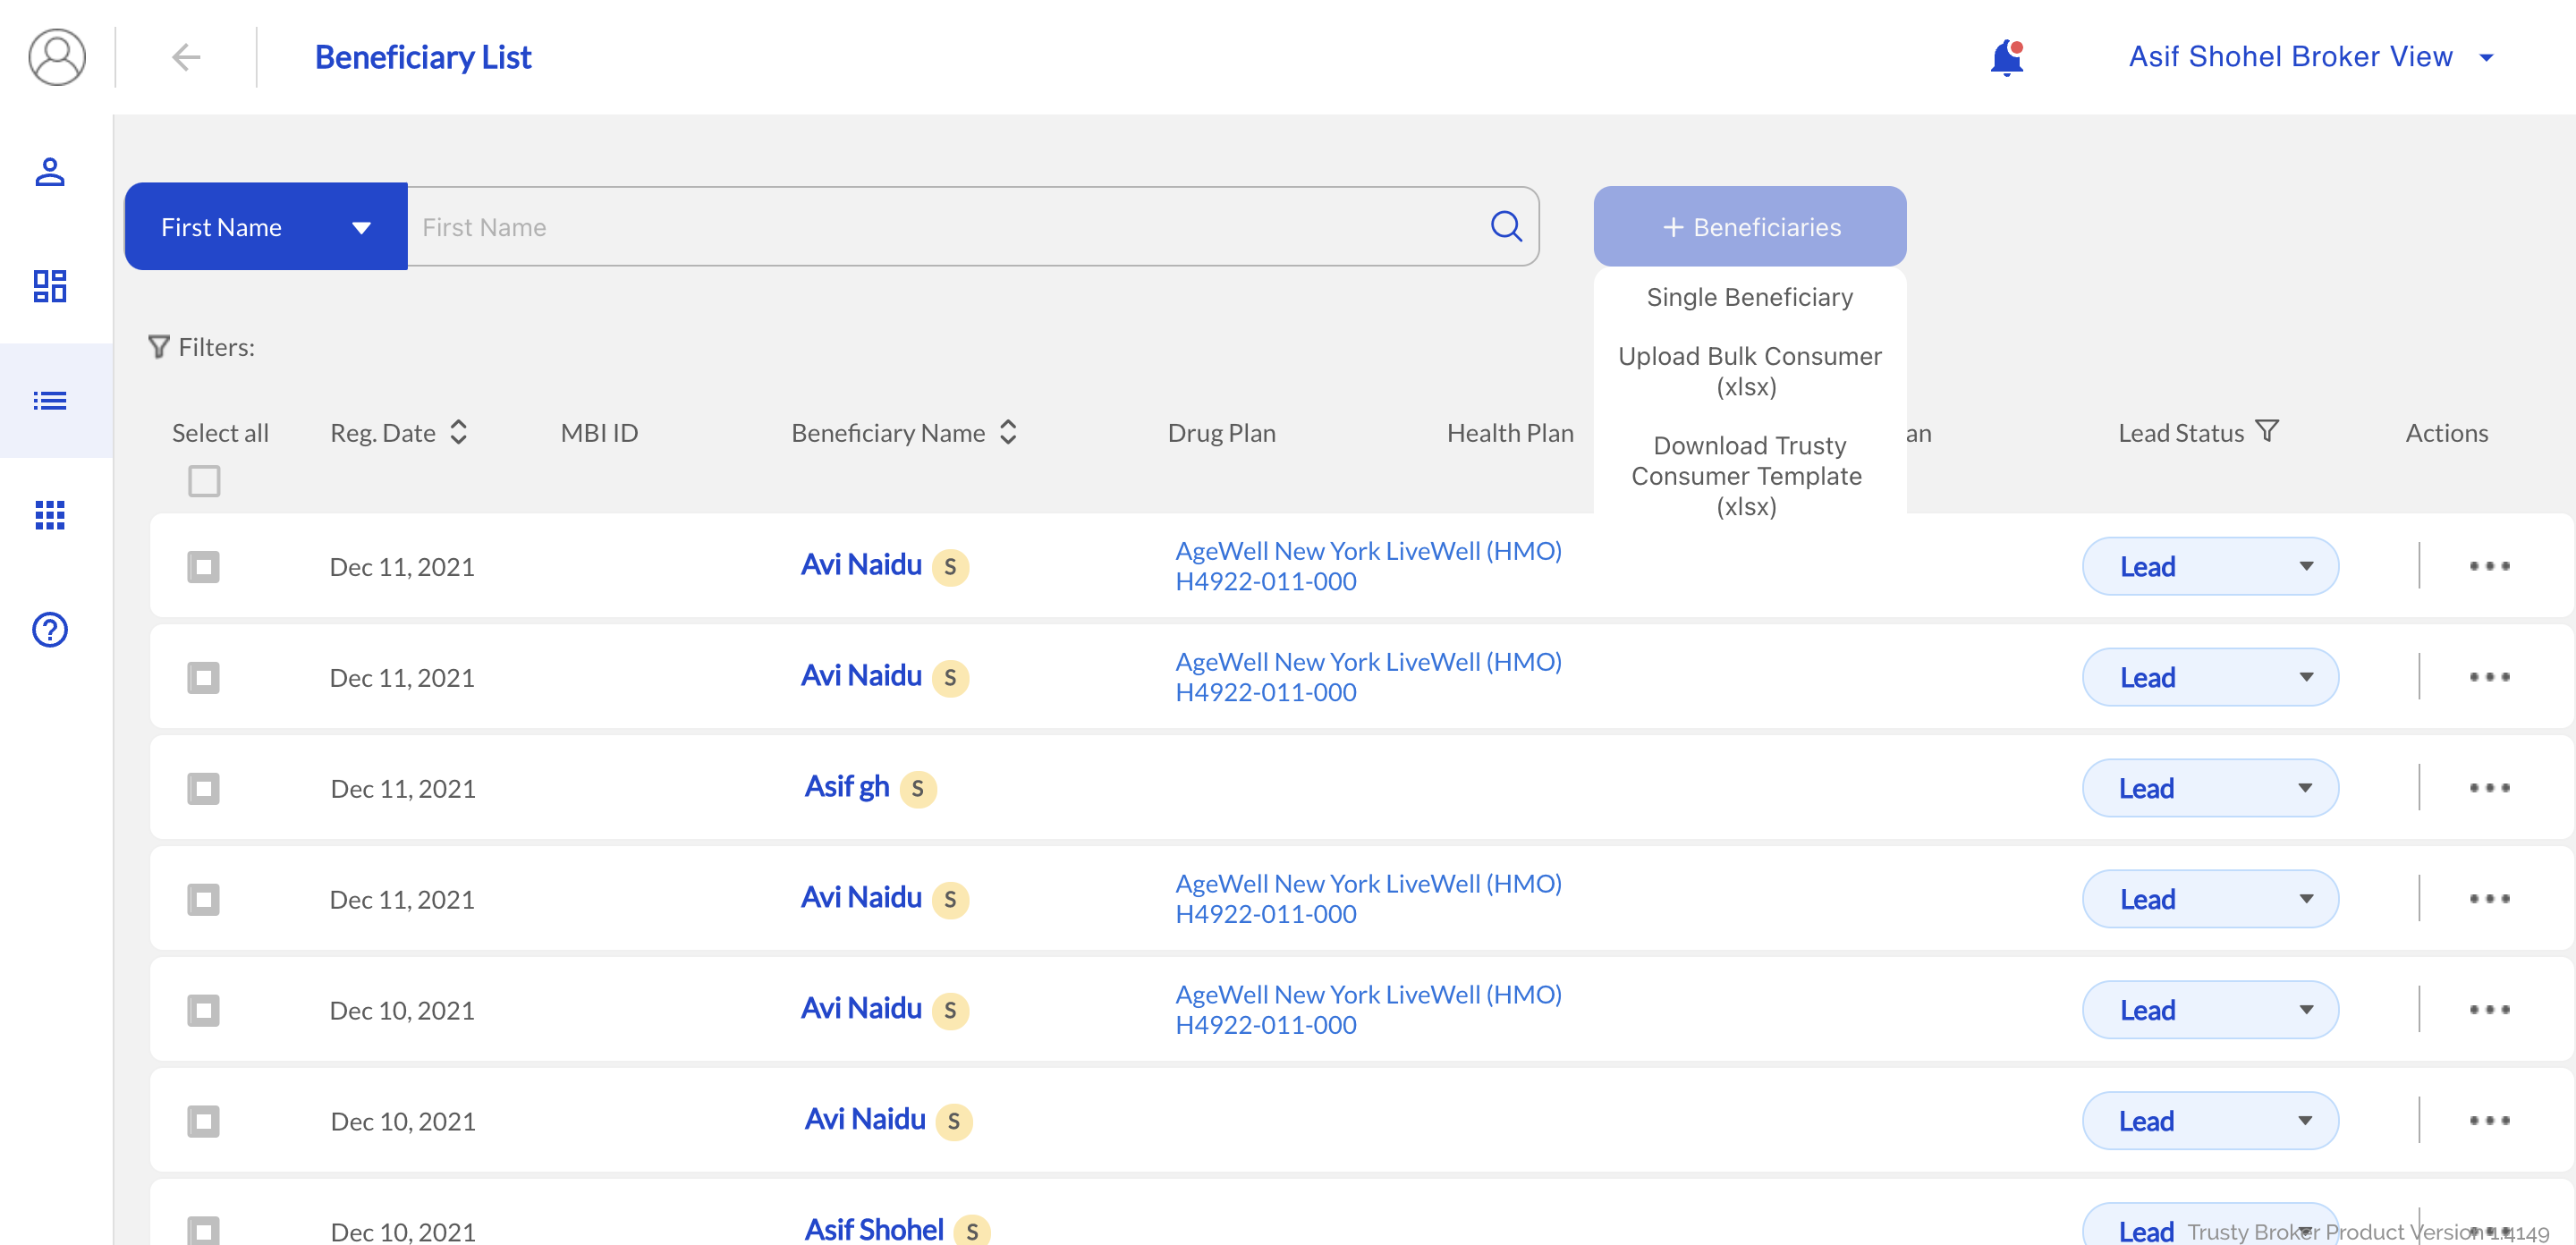 Beneficiary List
Asif Shohel Broker View
First Name
First Name
+ Beneficiaries
Single Beneficiary
Upload Bulk Consumer
(xlsx)
Download Trusty
Consumer Template
(xlsx)
Filters:
Select all
Reg. Date
MBI ID
Beneficiary Name
Drug Plan
Health Plan
an
Lead Status
Actions
Dec 11, 2021
Avi Naidu S
AgeWell New York LiveWell (HMO)
H4922-011-000
Lead
Dec 11, 2021
Avi Naidu S
AgeWell New York LiveWell (HMO)
H4922-011-000
Lead
Dec 11, 2021
Asif gh S
Lead
Dec 11, 2021
Avi Naidu S
AgeWell New York LiveWell (HMO)
H4922-011-000
Lead
Dec 10, 2021
Avi Naidu S
AgeWell New York LiveWell (HMO)
H4922-011-000
Lead
Dec 10, 2021
Avi Naidu S
Lead
Dec 10, 2021
Asif Shohel S
Lead
Trusty Broker Product Version 1.4149